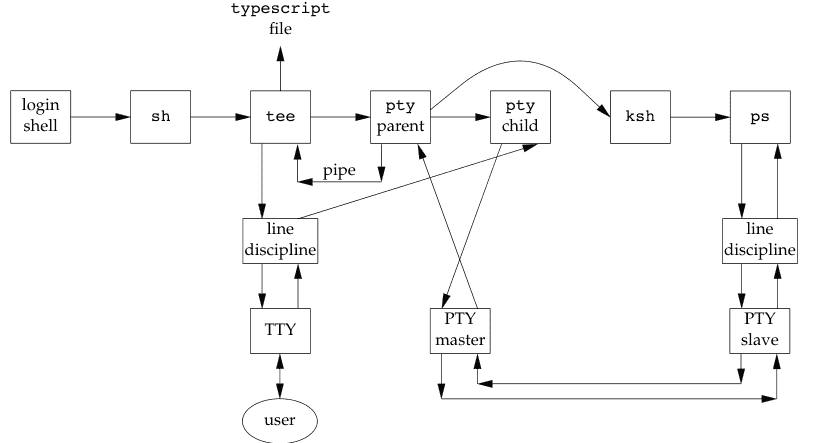 typescript
file
login
shell
sh
tee
pty
parent
pty
child
ksh
ps
pipe
line
discipline
line
discipline
TTY
PTY
master
PTY
slave
user